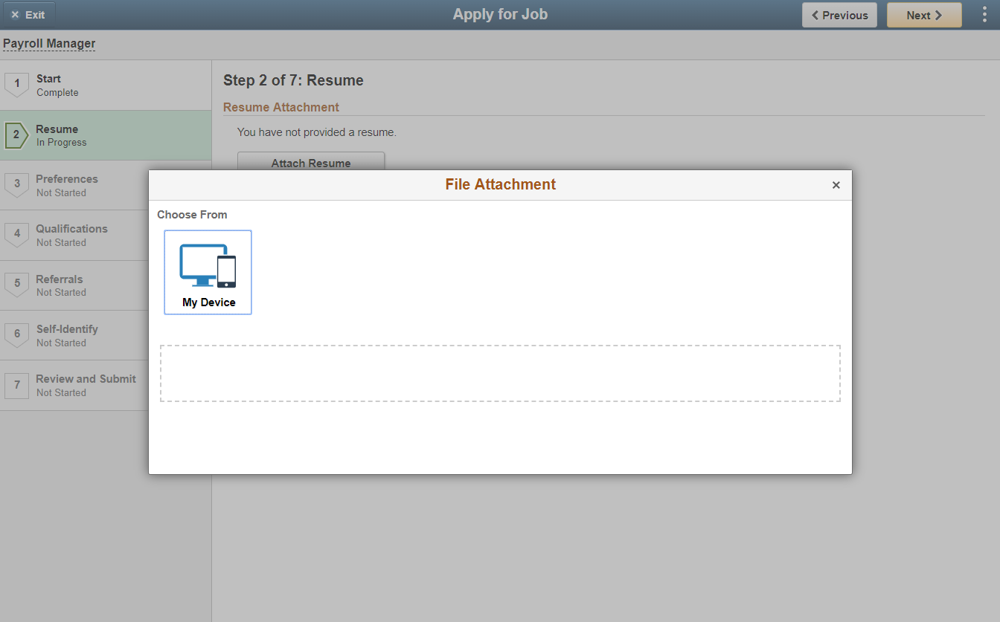 Exit
Apply for Job
Previous
Next
Payroll Manager
1
Start
Complete
2
Resume
In Progress
3
Preferences
Not Started
4
Qualifications
Not Started
5
Referrals
Not Started
6
Self-Identify
Not Started
7
Review and Submit
Not Started
Step 2 of 7: Resume
Resume Attachment
You have not provided a resume.
Attach Resume
File Attachment
Choose From
My Device